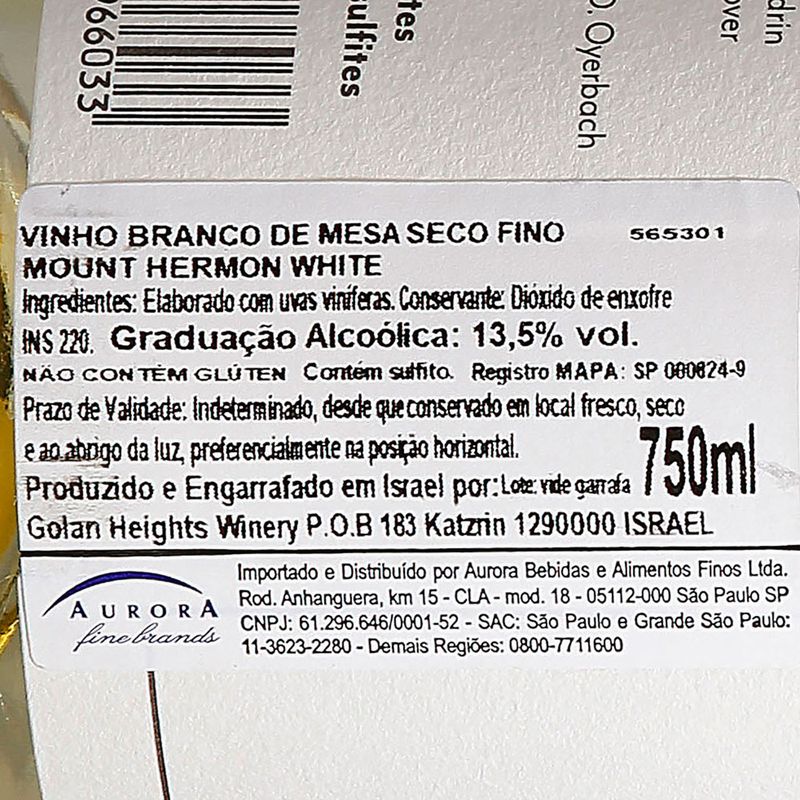 66033
ulfites
tes
O. Oyerbach
over
drin
VINHO BRANCO DE MESA SECO FINO 565301
MOUNT HERMON WHITE
Ingredientes: Elaborado com uvas viníferas. Conservante: Dióxido de enxofre
INS 220. Graduação Alcoólica: 13,5% vol.
NÃO CONTÉM GLÚTEN Contém sulfito. Registro MAPA: SP 000624-9
Prazo de Validade: Indeterminado, desde que conservado em local fresco, seco
e ao abrigo da luz, preferencialmente na posição horizontal.
750ml
Produzido e Engarrafado em Israel por: Lote: vide garrafa
Golan Heights Winery P.O.B 183 Katzrin 1290000 ISRAEL
AURORA
fine brands
Importado e Distribuído por Aurora Bebidas e Alimentos Finos Ltda.
Rod. Anhanguera, km 15 - CLA - mod. 18 - 05112-000 São Paulo SP
CNPJ: 61.296.646/0001-52 - SAC: São Paulo e Grande São Paulo:
11-3623-2280 - Demais Regiões: 0800-7711600